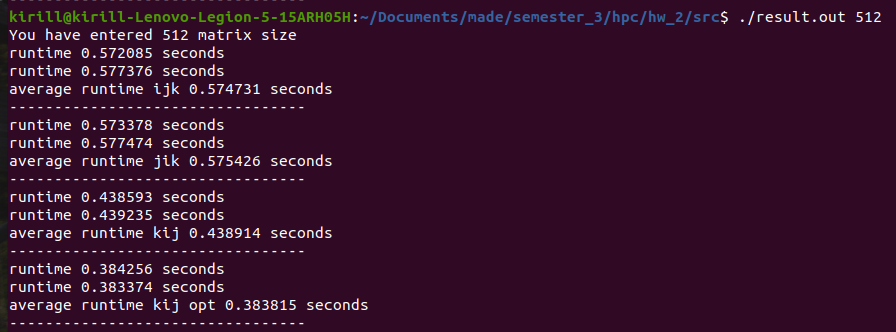 kirill@kirill-Lenovo-Legion-5-15ARH05H:~/Documents/made/semester_3/hpc/hw_2/src$ ./result.out 512
You have entered 512 matrix size
runtime 0.572085 seconds
runtime 0.577376 seconds
average runtime ijk 0.574731 seconds
---------------------------------
runtime 0.573378 seconds
runtime 0.577474 seconds
average runtime jik 0.575426 seconds
---------------------------------
runtime 0.438593 seconds
runtime 0.439235 seconds
average runtime kij 0.438914 seconds
---------------------------------
runtime 0.384256 seconds
runtime 0.383374 seconds
average runtime kij opt 0.383815 seconds
---------------------------------